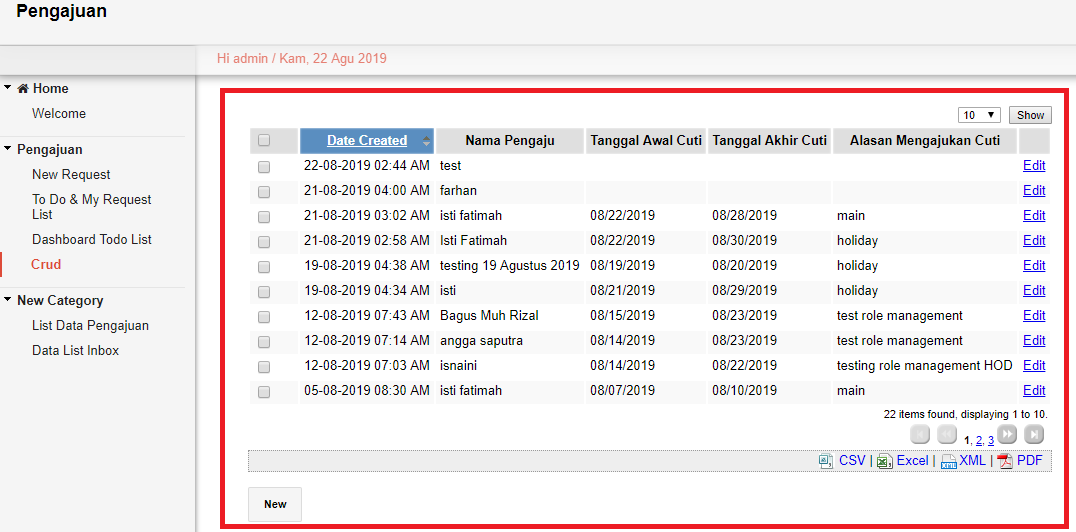 Pengajuan
Hi admin / Kam, 22 Agu 2019
Home
Welcome
Pengajuan
New Request
To Do & My Request
List
Dashboard Todo List
Crud
New Category
List Data Pengajuan
Data List Inbox
10 Show
Date Created Nama Pengaju Tanggal Awal Cuti Tanggal Akhir Cuti Alasan Mengajukan Cuti
22-08-2019 02:44 AM test Edit
21-08-2019 04:00 AM farhan Edit
21-08-2019 03:02 AM isti fatimah 08/22/2019 08/28/2019 main Edit
21-08-2019 02:58 AM Isti Fatimah 08/22/2019 08/30/2019 holiday Edit
19-08-2019 04:38 AM testing 19 Agustus 2019 08/19/2019 08/20/2019 holiday Edit
19-08-2019 04:34 AM isti 08/21/2019 08/29/2019 holiday Edit
12-08-2019 07:43 AM Bagus Muh Rizal 08/15/2019 08/23/2019 test role management Edit
12-08-2019 07:14 AM angga saputra 08/14/2019 08/23/2019 test role management Edit
12-08-2019 07:03 AM isnaini 08/14/2019 08/22/2019 testing role management HOD Edit
05-08-2019 08:30 AM isti fatimah 08/07/2019 08/10/2019 main Edit
22 items found, displaying 1 to 10.
1, 2, 3
CSV | Excel | XML | PDF
New